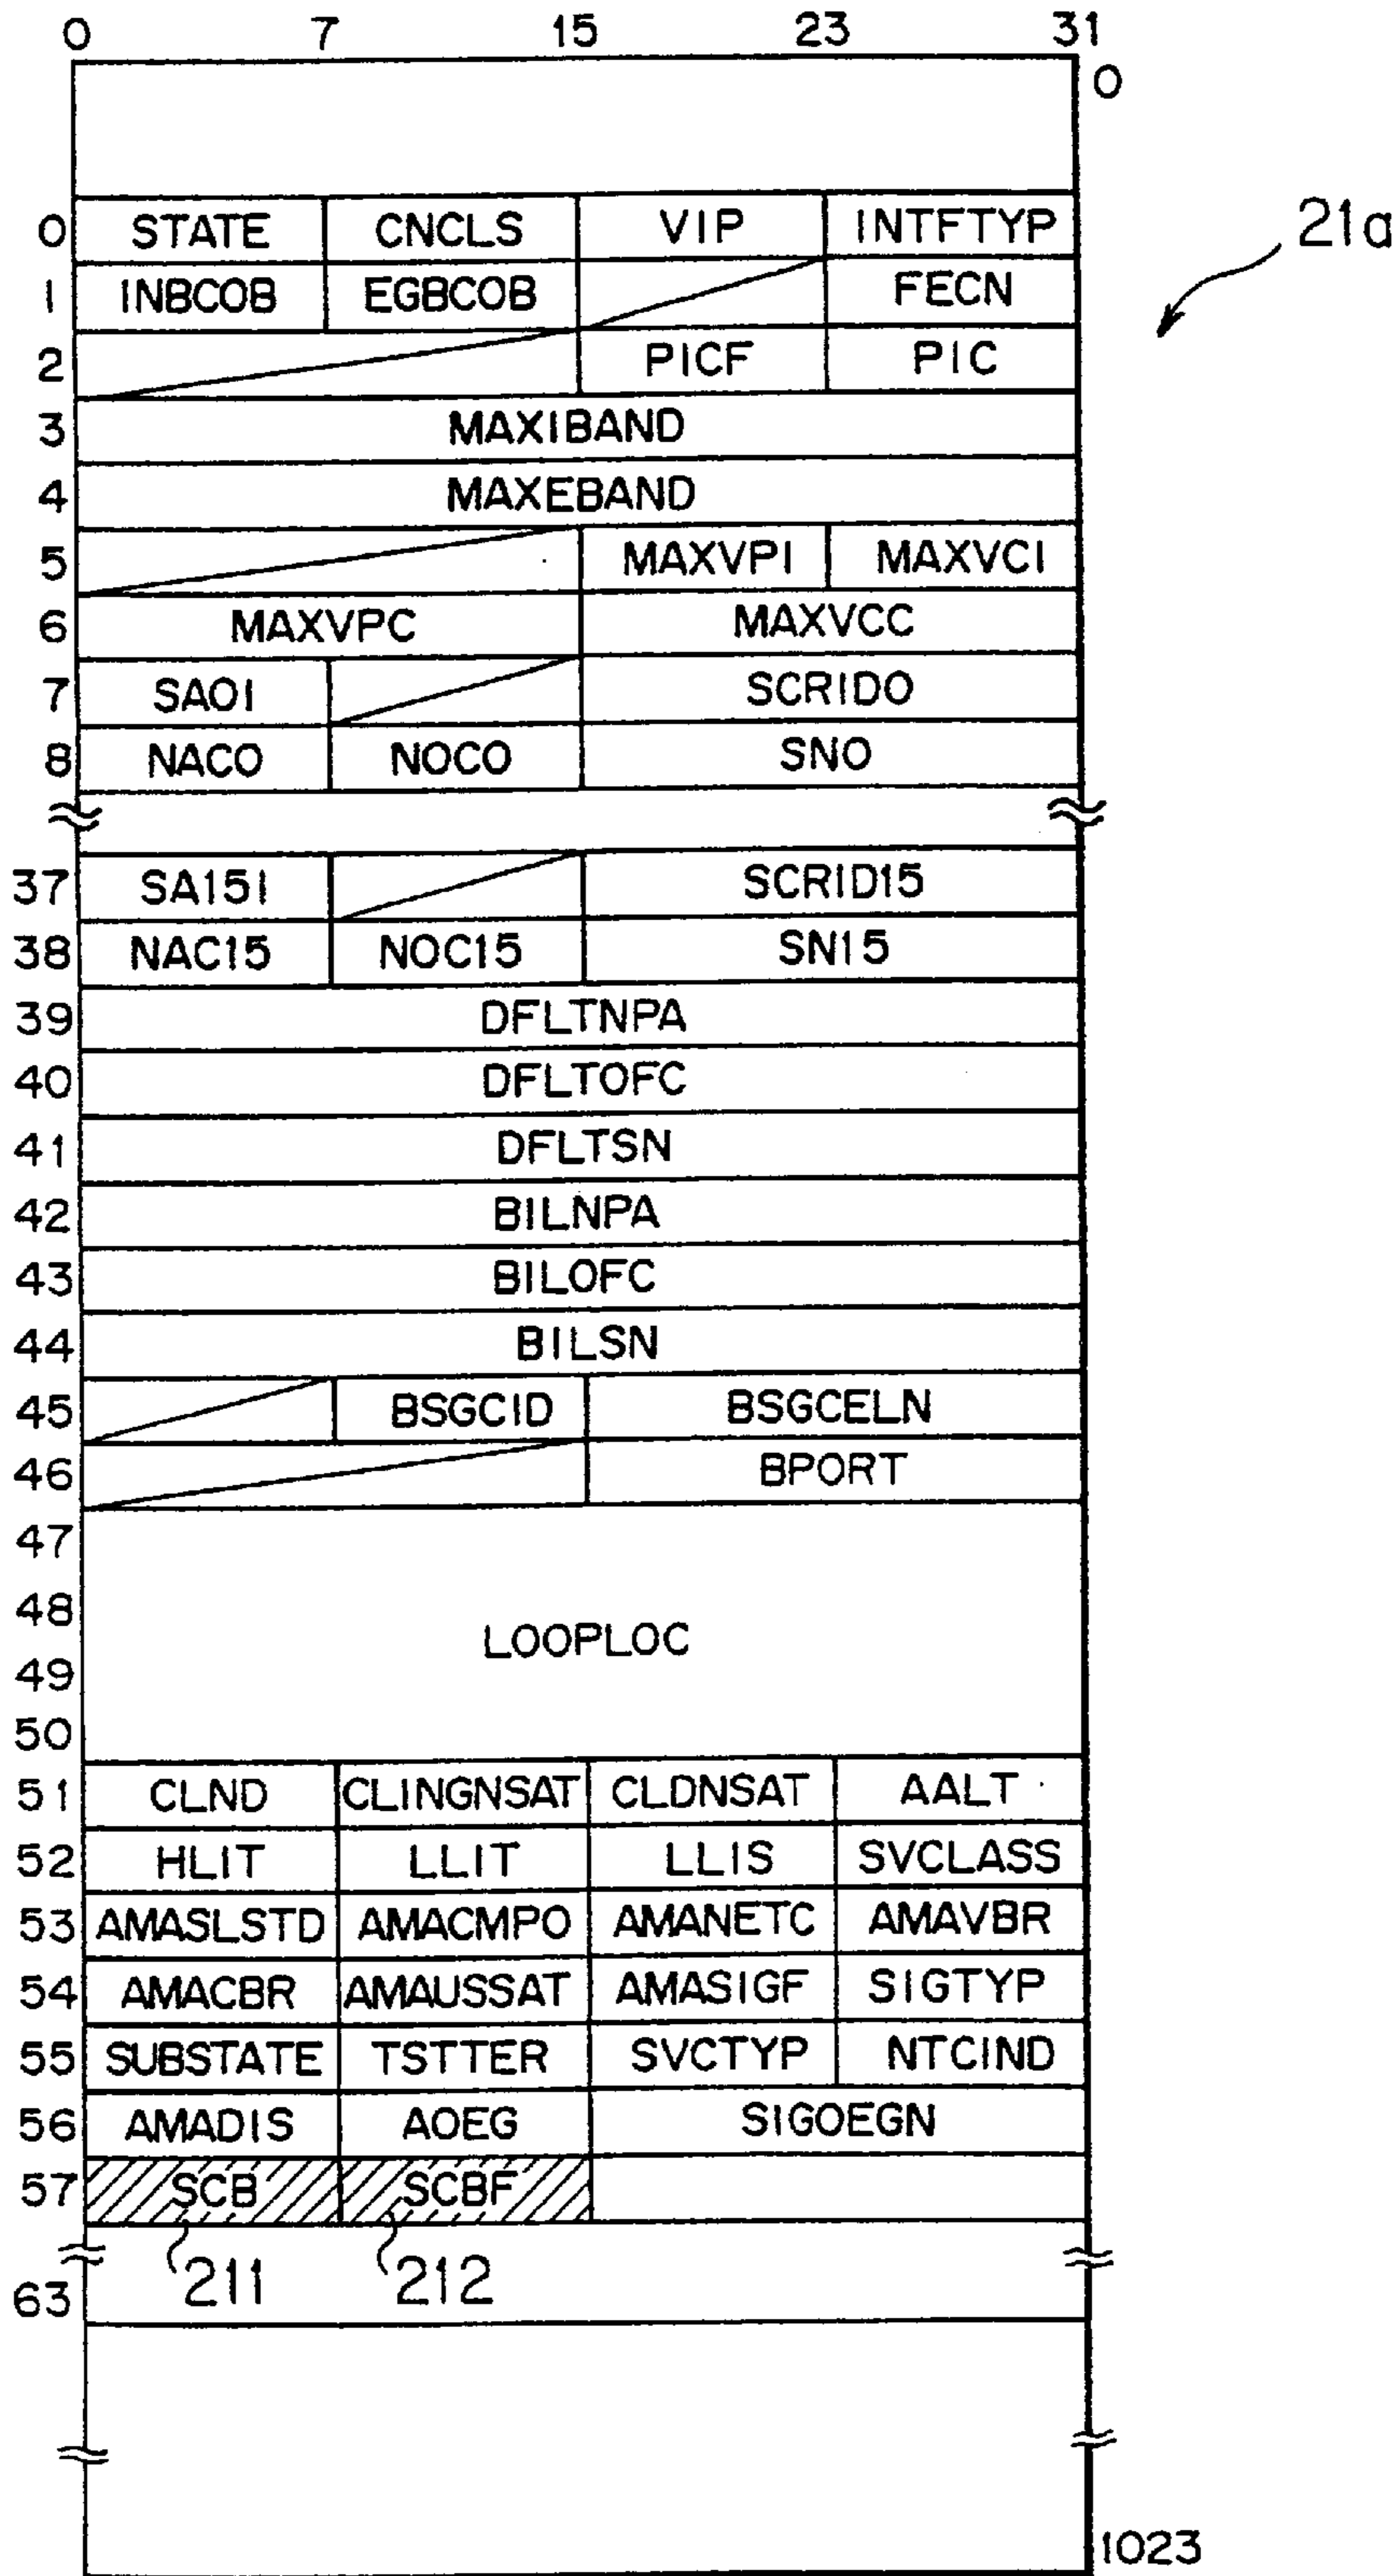 0 7 15 23 31
0
21a
0 STATE CNCLS VIP INTFTYP
1 INBCOB EGBCOB FECN
2 PICF PIC
3 MAXIBAND
4 MAXEBAND
5 MAXVPI MAXVCI
6 MAXVPC MAXVCC
7 SA01 SCRID0
8 NAC0 NOC0 SN0
37 SA151 SCRID15
38 NAC15 NOC15 SN15
39 DFLTNPA
40 DFLTOFC
41 DFLTSN
42 BILNPA
43 BILOFC
44 BILSN
45 BSGCID BSGCELN
46 BPORT
47
48
LOOPLOC
49
50
51 CLND CLINGNSAT CLDNSAT AALT
52 HLIT LLIT LLIS SVCLASS
53 AMASLSTD AMACMPO AMANETC AMAVBR
54 AMACBR AMAUSSAT AMASIGF SIGTYP
55 SUBSTATE TSTTER SVCTYP NTCIND
56 AMADIS AOEG SIGOEGN
57 SCB SCBF
211 212
63
1023